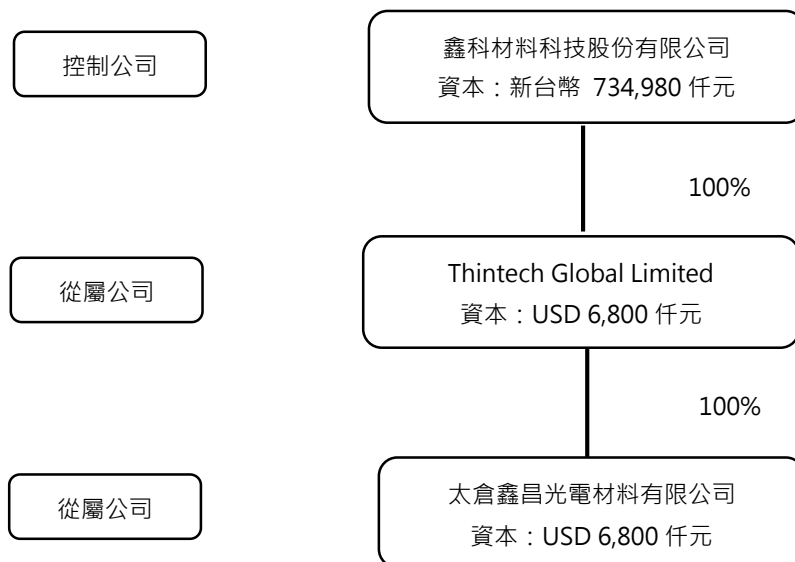 控制公司
鑫科材料科技股份有限公司
資本：新台幣 734,980 仟元
100%
從屬公司
Thintech Global Limited
資本：USD 6,800 仟元
100%
從屬公司
太倉鑫昌光電材料有限公司
資本：USD 6,800 仟元